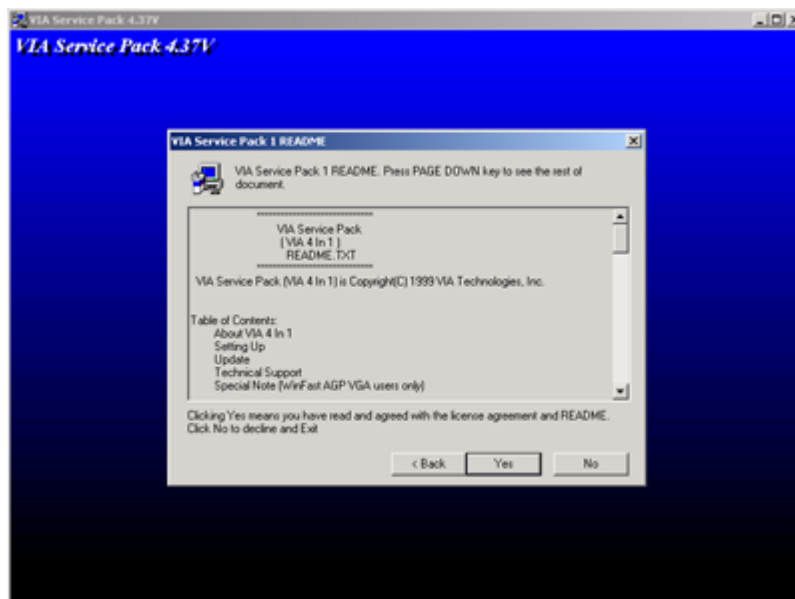 VIA Service Pack 4.37V
VIA Service Pack 4.37V
VIA Service Pack 1 README
VIA Service Pack 1 README. Press PAGE DOWN key to see the rest of
document.
==========================
VIA Service Pack
( VIA 4 In 1 )
README.TXT
==========================
VIA Service Pack (VIA 4 In 1) is Copyright(C) 1999 VIA Technologies, Inc.
Table of Contents:
About VIA 4 In 1
Setting Up
Update
Technical Support
Special Note (WinFast AGP VGA users only)
Clicking Yes means you have read and agreed with the license agreement and README.
Click No to decline and Exit
< Back Yes No